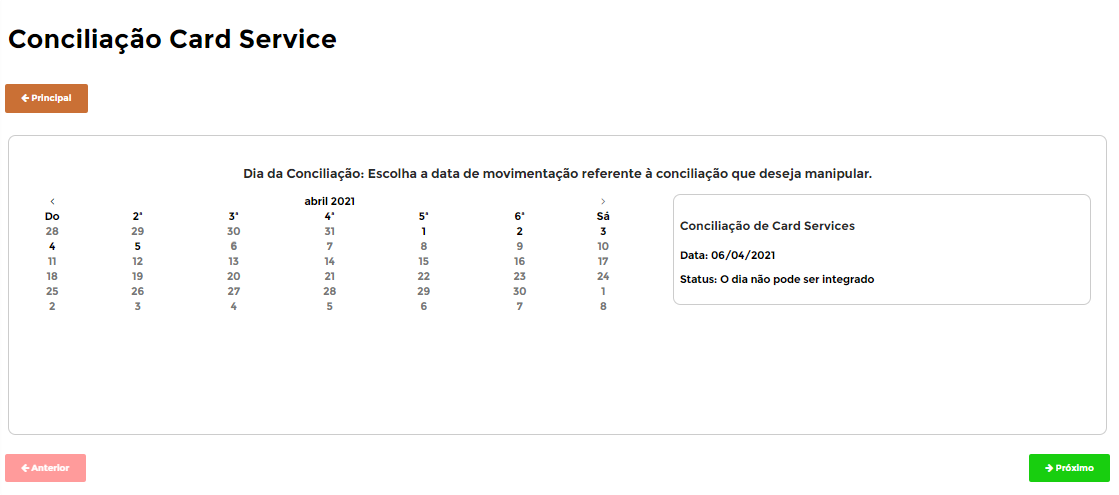 Conciliação Card Service
← Principal
Dia da Conciliação: Escolha a data de movimentação referente à conciliação que deseja manipular.
‹ abril 2021 ›
Do 2ª 3ª 4ª 5ª 6ª Sá
28 29 30 31 1 2 3
4 5 6 7 8 9 10
11 12 13 14 15 16 17
18 19 20 21 22 23 24
25 26 27 28 29 30 1
2 3 4 5 6 7 8
Conciliação de Card Services
Data: 06/04/2021
Status: O dia não pode ser integrado
← Anterior
→ Próximo